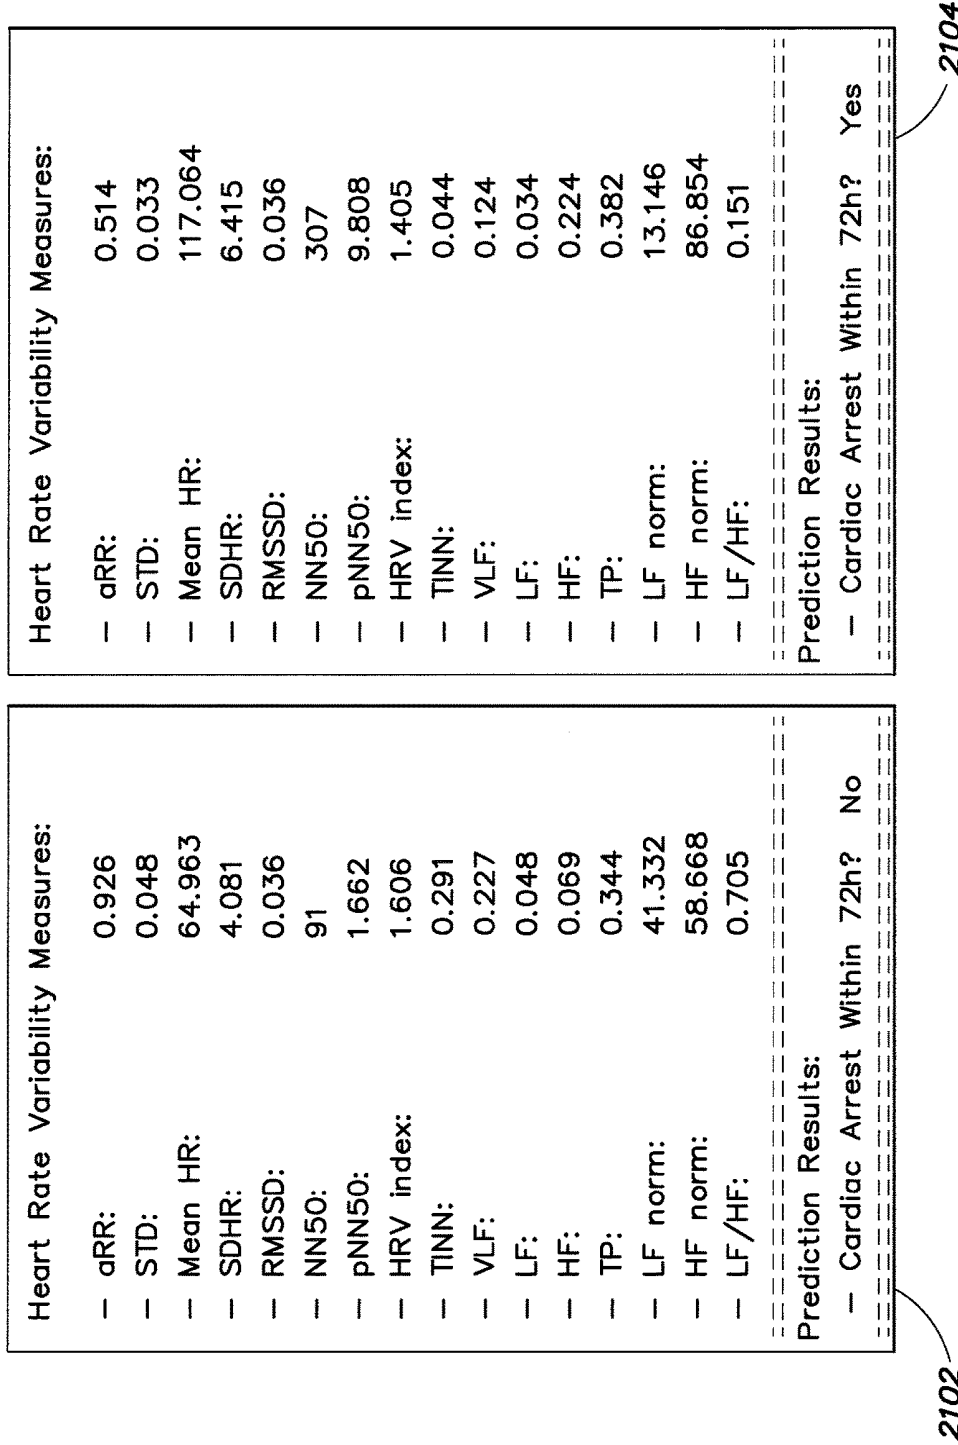 Heart Rate Variability Measures:
– aRR: 0.926
– STD: 0.048
– Mean HR: 64.963
– SDHR: 4.081
– RMSSD: 0.036
– NN50: 91
– pNN50: 1.662
– HRV index: 1.606
– TINN: 0.291
– VLF: 0.227
– LF: 0.048
– HF: 0.069
– TP: 0.344
– LF norm: 41.332
– HF norm: 58.668
– LF/HF: 0.705
Prediction Results:
– Cardiac Arrest Within 72h? No
2102
Heart Rate Variability Measures:
– aRR: 0.514
– STD: 0.033
– Mean HR: 117.064
– SDHR: 6.415
– RMSSD: 0.036
– NN50: 307
– pNN50: 9.808
– HRV index: 1.405
– TINN: 0.044
– VLF: 0.124
– LF: 0.034
– HF: 0.224
– TP: 0.382
– LF norm: 13.146
– HF norm: 86.854
– LF/HF: 0.151
Prediction Results:
– Cardiac Arrest Within 72h? Yes
2104